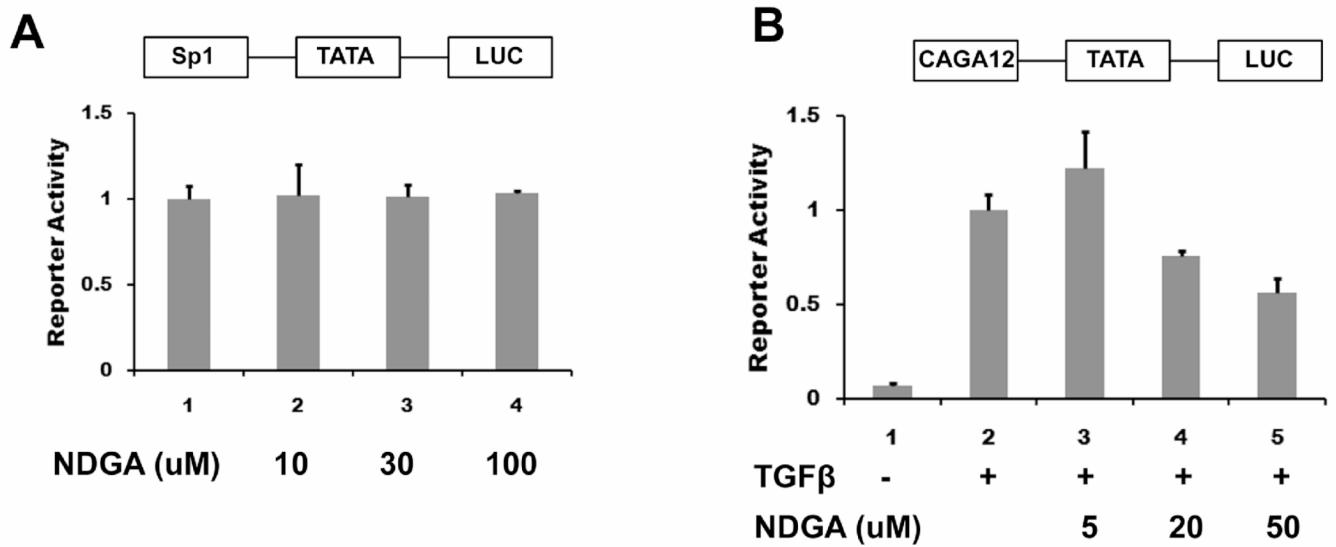 A
Sp1 TATA LUC
Reporter Activity
1.5
1
0.5
0
1 2 3 4
NDGA (uM) 10 30 100
B
CAGA12 TATA LUC
Reporter Activity
1.5
1
0.5
0
1 2 3 4 5
TGFβ - + + + +
NDGA (uM) 5 20 50